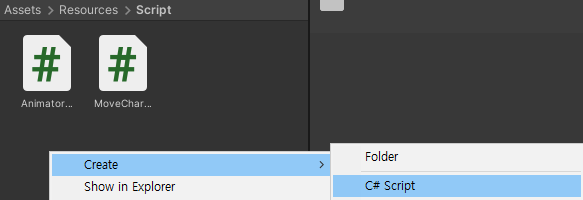 Assets > Resources > Script
# #
Animator... MoveChar...
Create >
Show in Explorer
Folder
C# Script